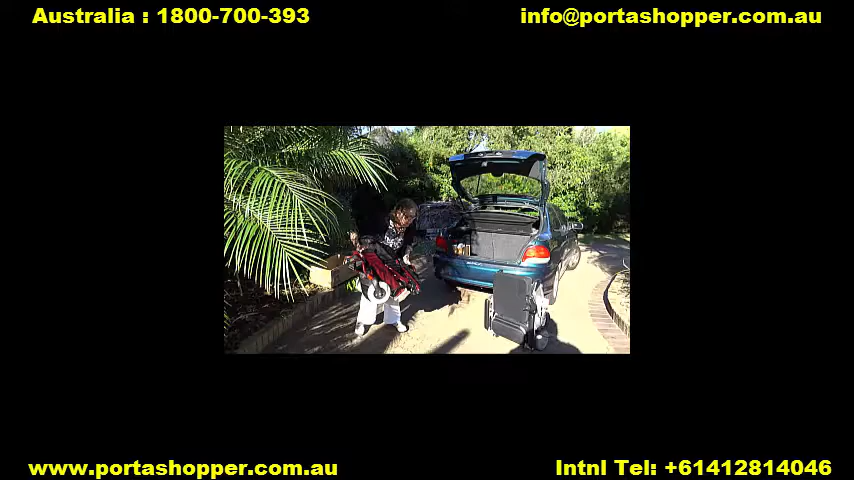 Australia : 1800-700-393
info@portashopper.com.au
www.portashopper.com.au
Intnl Tel: +61412814046